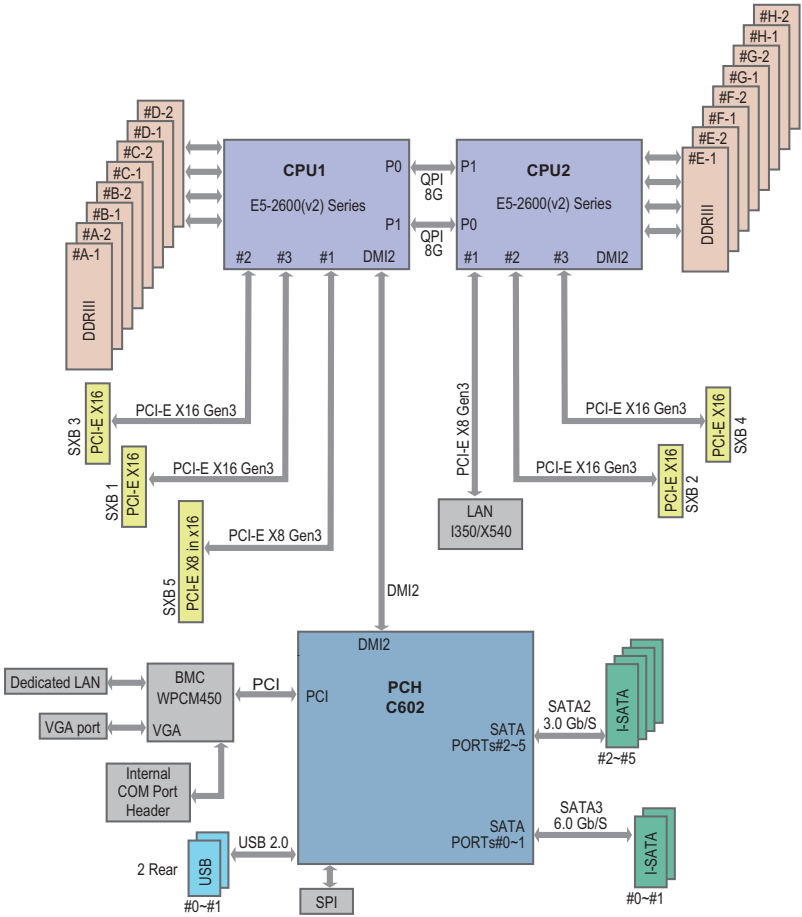 #H-2
#H-1
#G-2
#G-1
#F-2
#F-1
#E-2
#E-1
DDRIII
#D-2
#D-1
#C-2
#C-1
#B-2
#B-1
#A-2
#A-1
DDRIII
CPU1
E5-2600(v2) Series
P0
P1
#2
#3
#1
DMI2
QPI
8G
QPI
8G
CPU2
E5-2600(v2) Series
P1
P0
#1
#2
#3
DMI2
SXB 3
PCI-E X16
PCI-E X16 Gen3
SXB 1
PCI-E X16
PCI-E X16 Gen3
SXB 5
PCI-E X8 in x16
PCI-E X8 Gen3
PCI-E X8 Gen3
LAN
I350/X540
PCI-E X16 Gen3
PCI-E X16
SXB 4
PCI-E X16 Gen3
PCI-E X16
SXB 2
DMI2
DMI2
PCH
C602
PCI
SATA
PORTs#2~5
SATA
PORTs#0~1
Dedicated LAN
BMC
WPCM450
VGA
PCI
VGA port
Internal
COM Port
Header
SATA2
3.0 Gb/S
I-SATA
#2~#5
SATA3
6.0 Gb/S
I-SATA
#0~#1
2 Rear
USB
USB 2.0
#0~#1
SPI